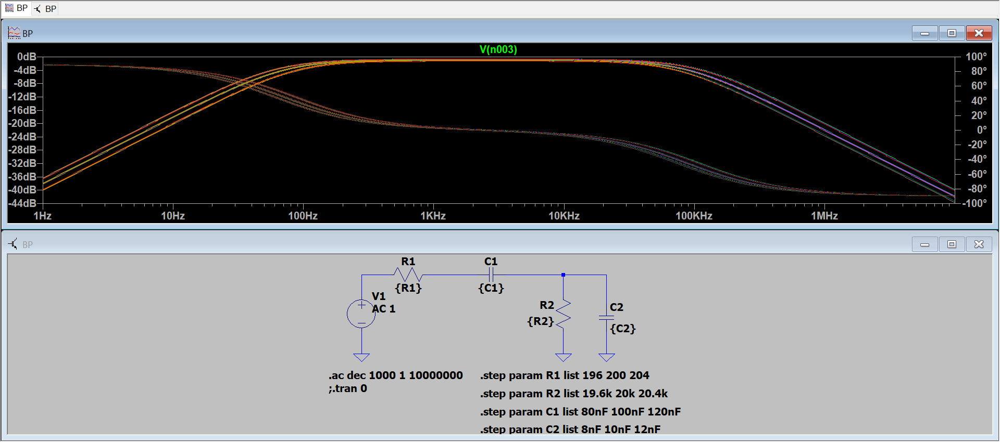 BP BP
BP
V(n003)
0dB 100°
-4dB 80°
-8dB 60°
-12dB 40°
-16dB 20°
-20dB 0°
-24dB -20°
-28dB -40°
-32dB -60°
-36dB -80°
-40dB -100°
-44dB
1Hz 10Hz 100Hz 1KHz 10KHz 100KHz 1MHz
BP
R1 C1
{R1} {C1}
V1
AC 1
R2 C2
{R2} {C2}
.ac dec 1000 1 10000000
;.tran 0
.step param R1 list 196 200 204
.step param R2 list 19.6k 20k 20.4k
.step param C1 list 80nF 100nF 120nF
.step param C2 list 8nF 10nF 12nF